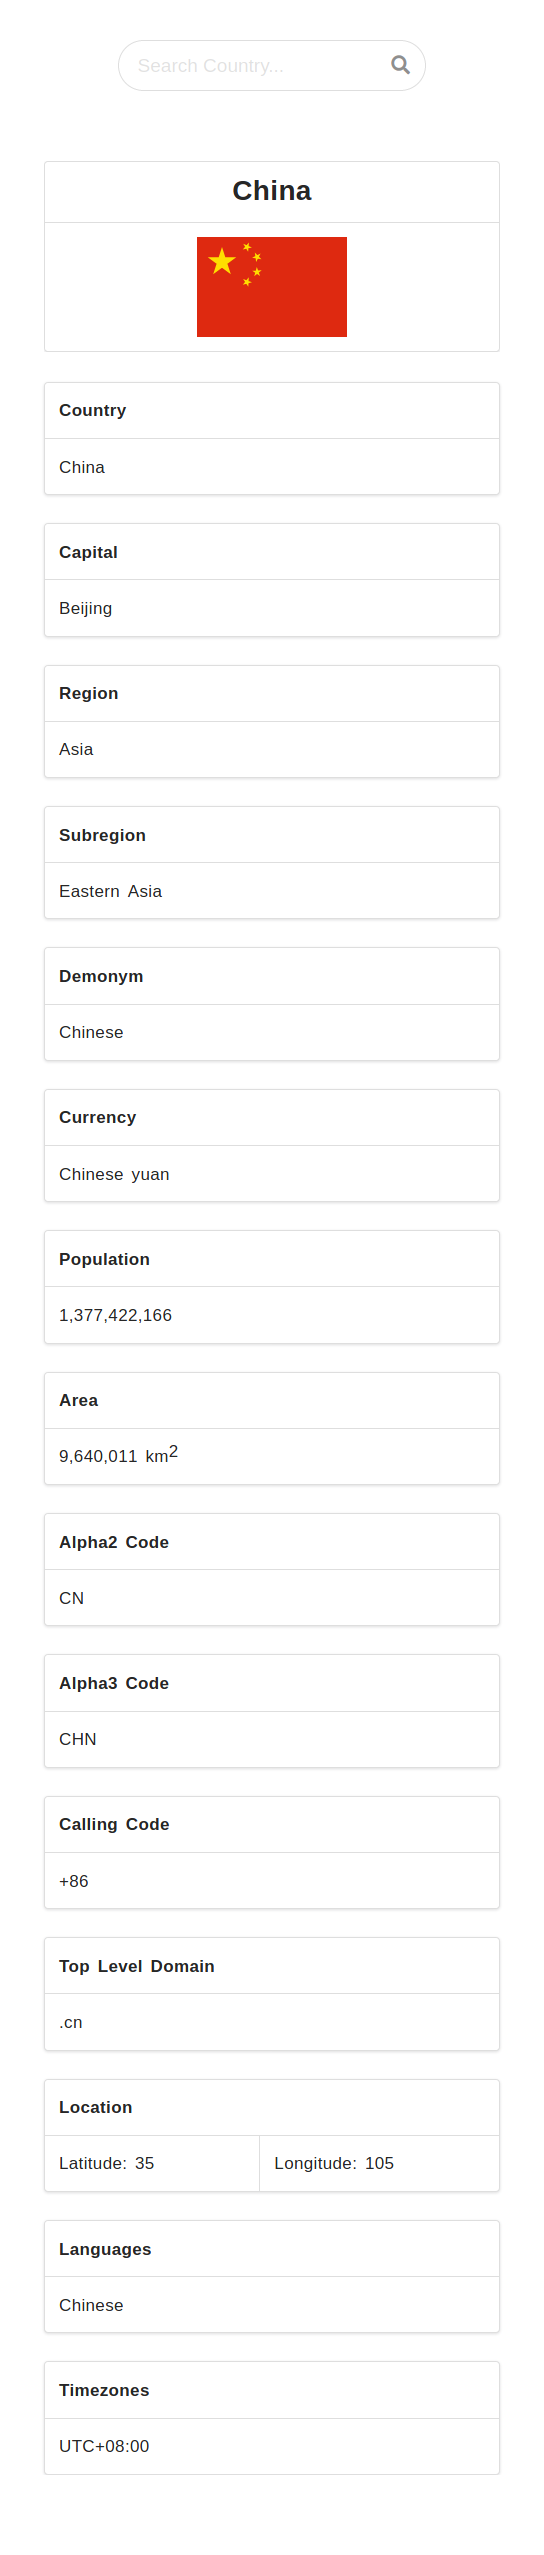 Search Country...
China
Country
China
Capital
Beijing
Region
Asia
Subregion
Eastern Asia
Demonym
Chinese
Currency
Chinese yuan
Population
1,377,422,166
Area
9,640,011 km2
Alpha2 Code
CN
Alpha3 Code
CHN
Calling Code
+86
Top Level Domain
.cn
Location
Latitude: 35 Longitude: 105
Languages
Chinese
Timezones
UTC+08:00